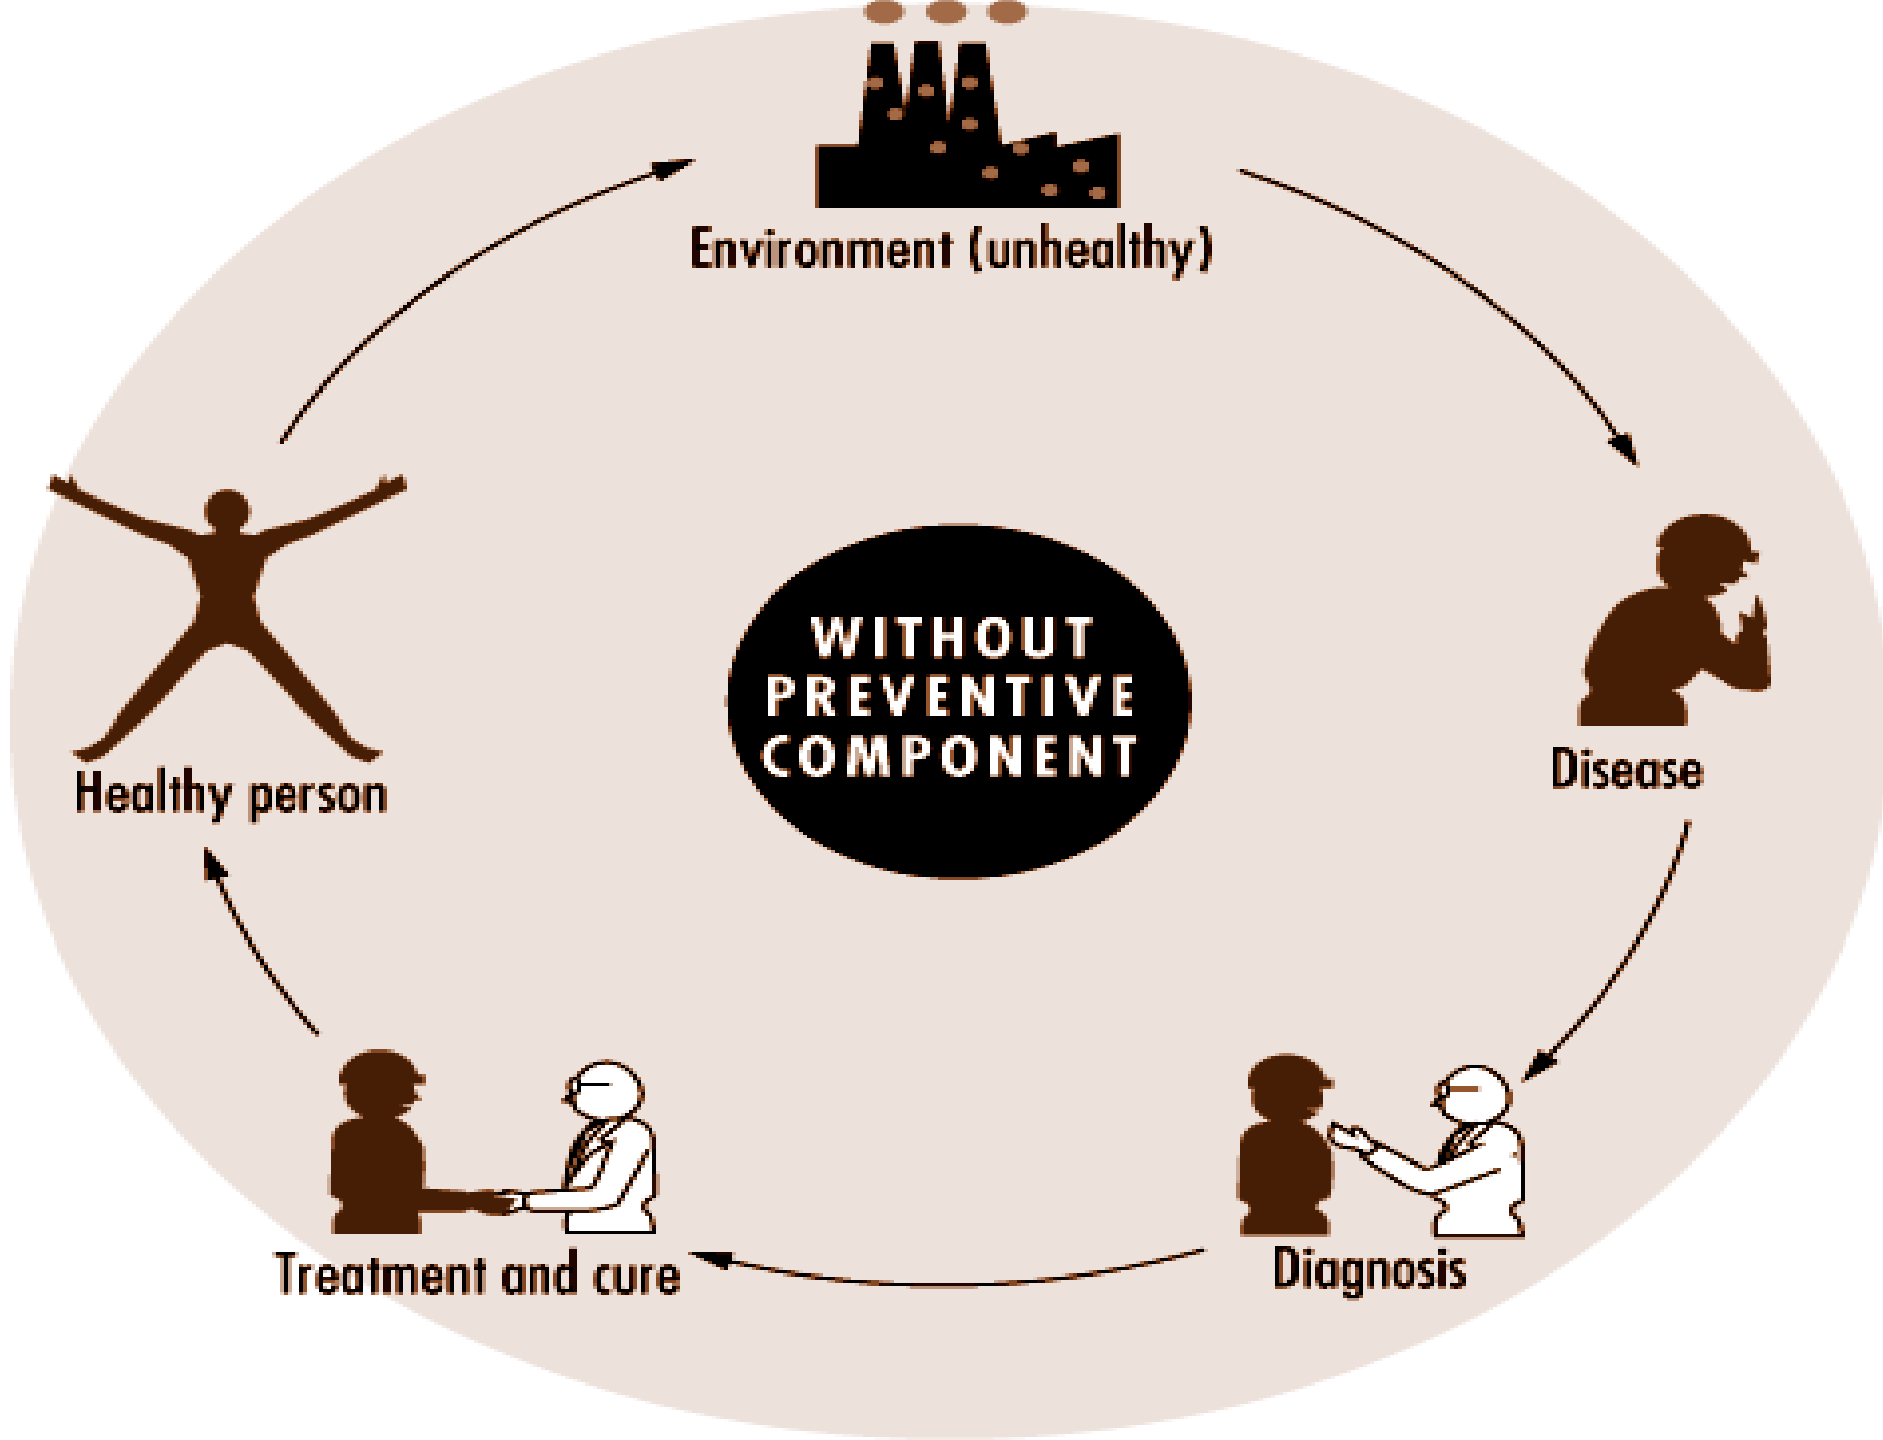 Environment (unhealthy)
Disease
Diagnosis
Treatment and cure
Healthy person
WITHOUT
PREVENTIVE
COMPONENT